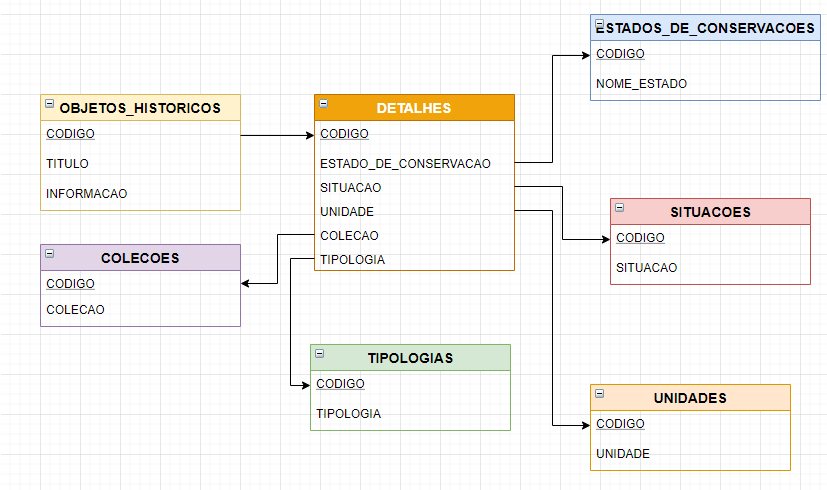 ESTADOS_DE_CONSERVACOES
CODIGO
NOME_ESTADO
OBJETOS_HISTORICOS
CODIGO
TITULO
INFORMACAO
DETALHES
CODIGO
ESTADO_DE_CONSERVACAO
SITUACAO
UNIDADE
COLECAO
TIPOLOGIA
SITUACOES
CODIGO
SITUACAO
COLECOES
CODIGO
COLECAO
TIPOLOGIAS
CODIGO
TIPOLOGIA
UNIDADES
CODIGO
UNIDADE